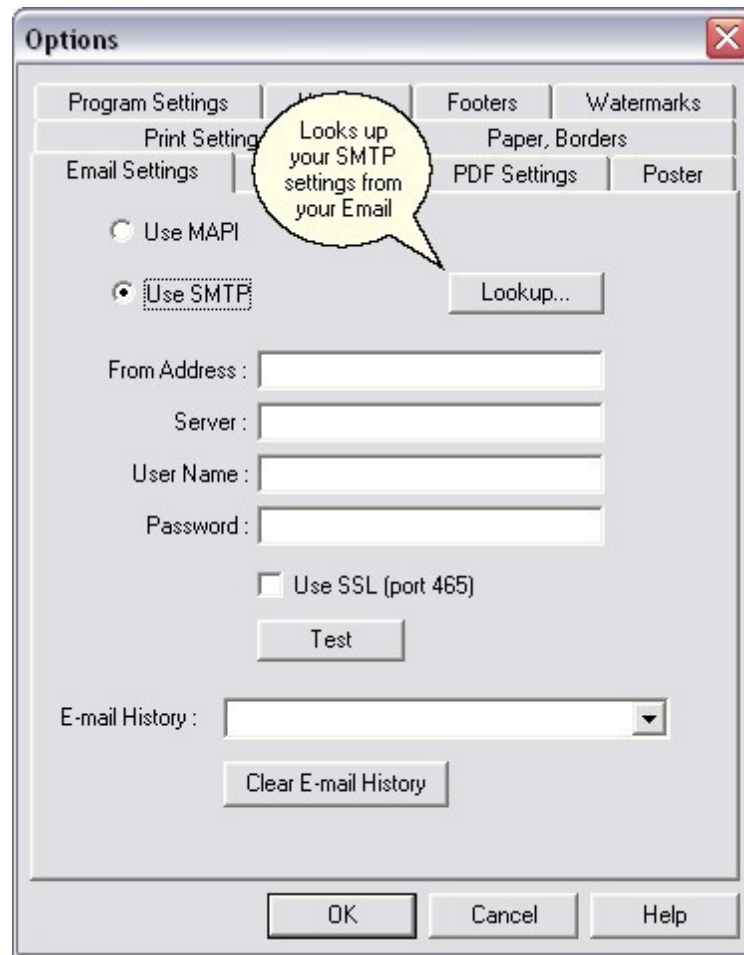 Options
Program Settings
Footers
Watermarks
Looks up
your SMTP
settings from
your Email
Print Setting
Paper, Borders
Email Settings
PDF Settings
Poster
Use MAPI
Use SMTP
Lookup...
From Address :
Server :
User Name :
Password :
Use SSL (port 465)
Test
E-mail History :
Clear E-mail History
OK
Cancel
Help